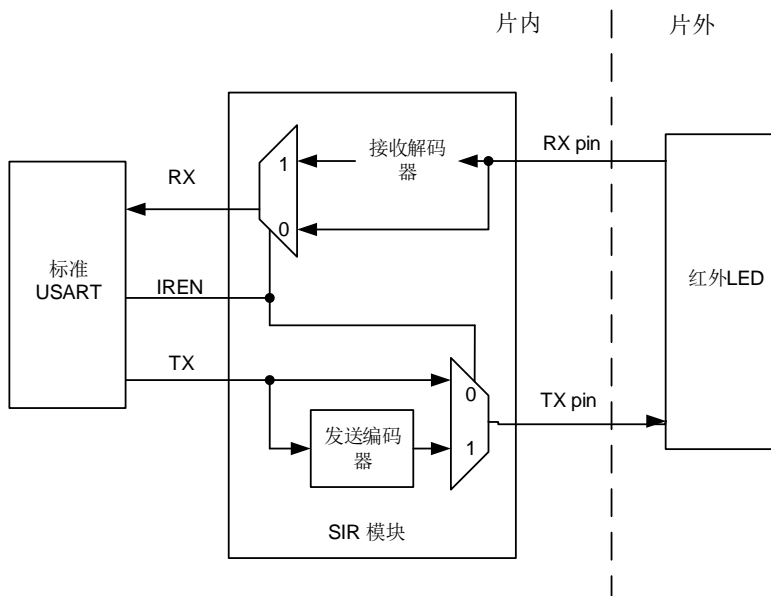 片内
片外
1
接收解码
器
RX pin
RX
0
标准
USART
IREN
红外LED
TX
0
TX pin
发送编码
器
1
SIR 模块